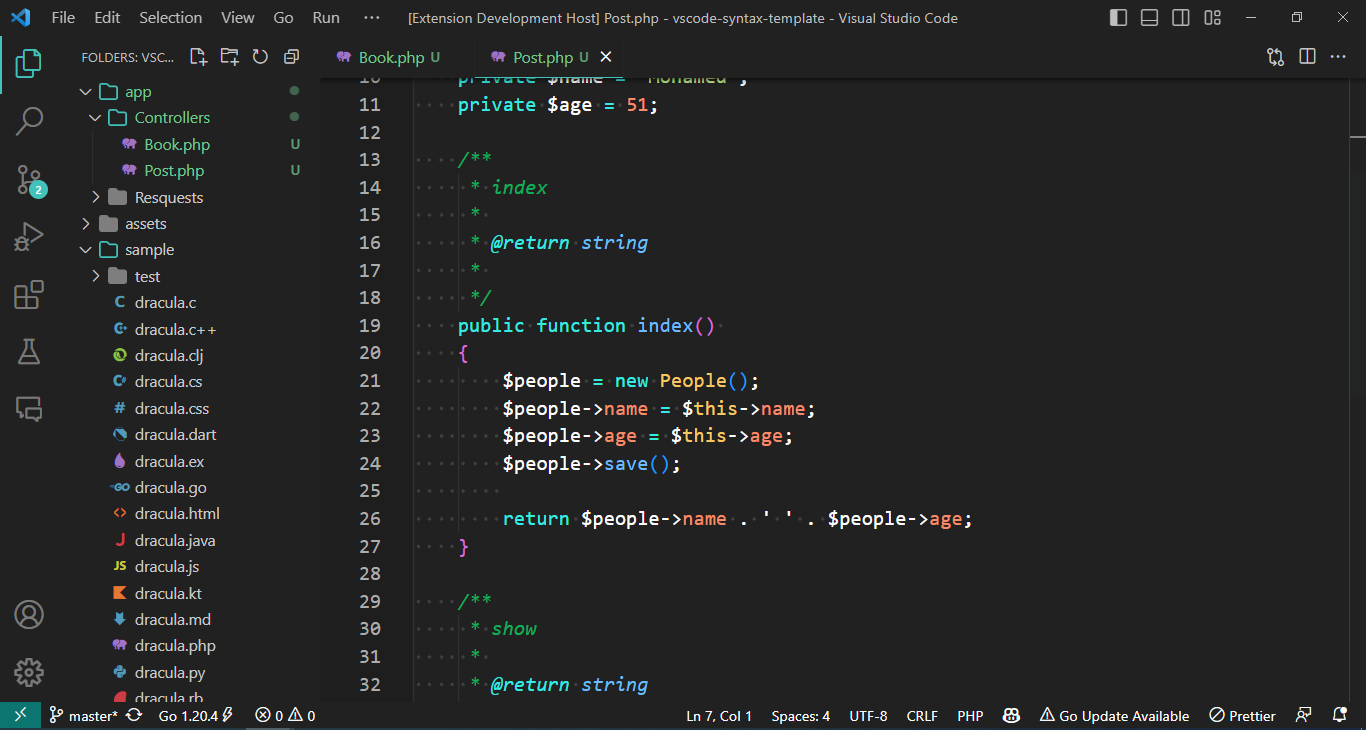 File Edit Selection View Go Run ··· [Extension Development Host] Post.php - vscode-syntax-template - Visual Studio Code
FOLDERS: VSC...
Book.php U Post.php U
app
Controllers
Book.php U
Post.php U
Resquests
assets
sample
test
C dracula.c
dracula.c++
dracula.clj
dracula.cs
# dracula.css
dracula.dart
dracula.ex
GO dracula.go
<> dracula.html
J dracula.java
JS dracula.js
dracula.kt
dracula.md
dracula.php
dracula.py
dracula.rb
2
10 private $name = 'Mohamed';
11 private $age = 51;
12
13 /**
14 * index
15 *
16 * @return string
17 *
18 */
19 public function index()
20 {
21 $people = new People();
22 $people->name = $this->name;
23 $people->age = $this->age;
24 $people->save();
25
26 return $people->name . ' ' . $people->age;
27 }
28
29 /**
30 * show
31 *
32 * @return string
master* Go 1.20.4 0 0 Ln 7, Col 1 Spaces: 4 UTF-8 CRLF PHP Go Update Available Prettier